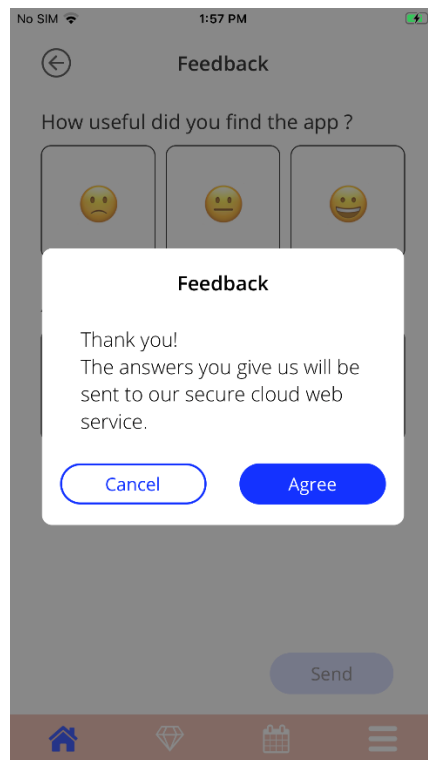 No SIM 1:57 PM
Feedback
How useful did you find the app ?
Feedback
Thank you!
The answers you give us will be
sent to our secure cloud web
service.
Cancel Agree
Send